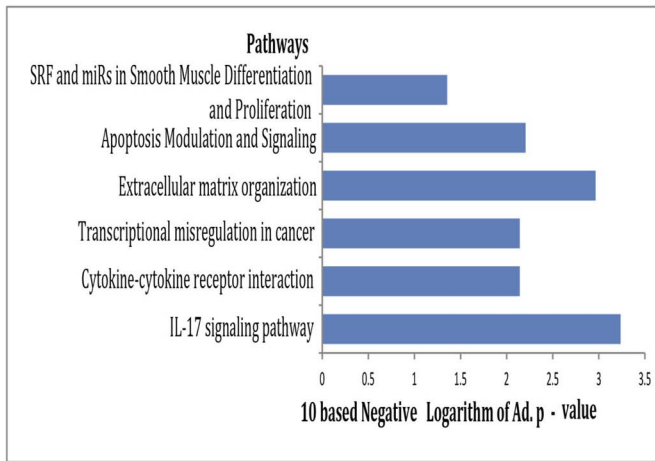 Pathways
SRF and miRs in Smooth Muscle Differentiation
and Proliferation
Apoptosis Modulation and Signaling
Extracellular matrix organization
Transcriptional misregulation in cancer
Cytokine-cytokine receptor interaction
IL-17 signaling pathway
0 0.5 1 1.5 2 2.5 3 3.5
10 based Negative Logarithm of Ad. p - value